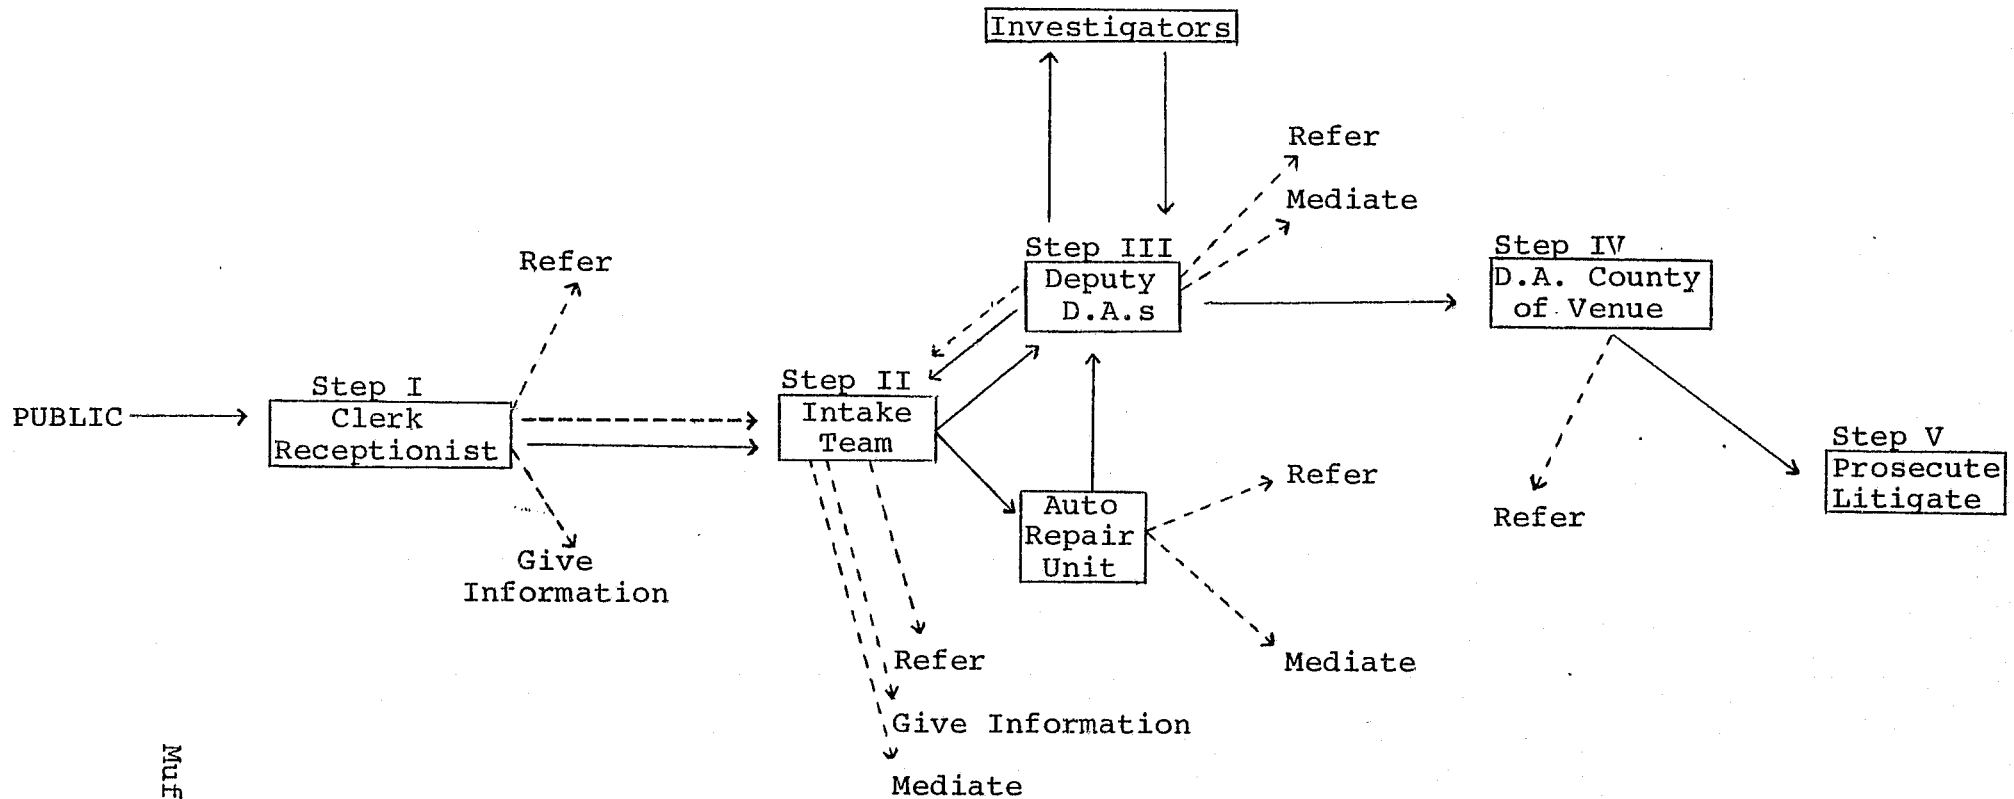 Investigators
Refer
Mediate
Step III
Deputy
D.A.s
Step IV
D.A. County
of Venue
Refer
Step I
PUBLIC
Clerk
Receptionist
Step II
Intake
Team
Give
Information
Auto
Repair
Unit
Refer
Mediate
Refer
Step V
Prosecute
Litigate
Refer
Give Information
Mediate
Muf